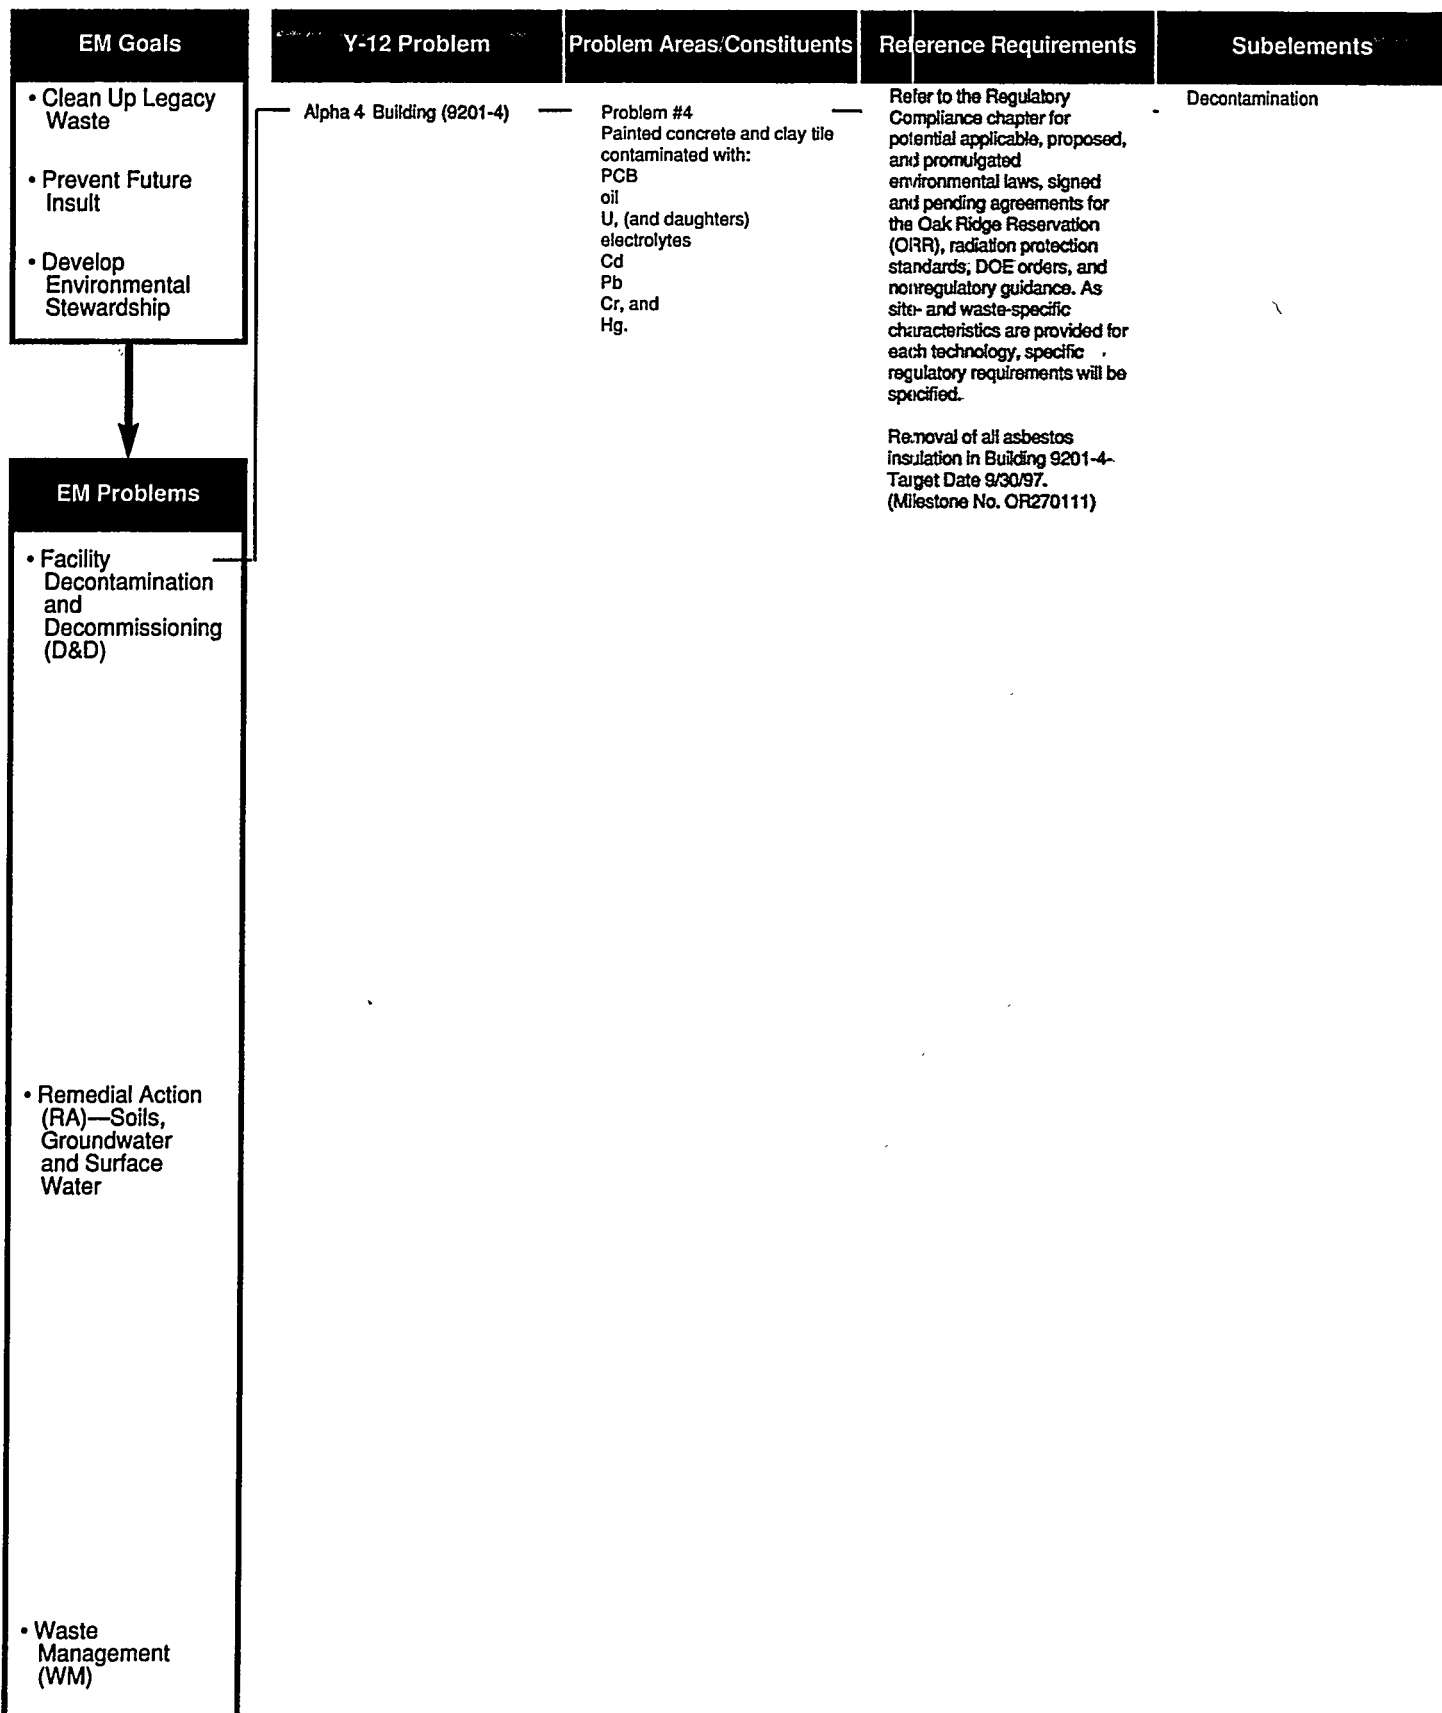 EM Goals
• Clean Up Legacy
Waste
• Prevent Future
Insult
• Develop
Environmental
Stewardship
EM Problems
• Facility
Decontamination
and
Decommissioning
(D&D)
• Remedial Action
(RA)—Soils,
Groundwater
and Surface
Water
• Waste
Management
(WM)
Y-12 Problem
Alpha 4 Building (9201-4)
Problem Areas/Constituents
Problem #4
Painted concrete and clay tile
contaminated with:
PCB
oil
U, (and daughters)
electrolytes
Cd
Pb
Cr, and
Hg.
Reference Requirements
Refer to the Regulatory
Compliance chapter for
potential applicable, proposed,
and promulgated
environmental laws, signed
and pending agreements for
the Oak Ridge Reservation
(ORR), radiation protection
standards; DOE orders, and
nonregulatory guidance. As
site- and waste-specific
characteristics are provided for
each technology, specific
regulatory requirements will be
specified.
Removal of all asbestos
insulation in Building 9201-4-
Target Date 9/30/97.
(Milestone No. OR270111)
Subelements
Decontamination